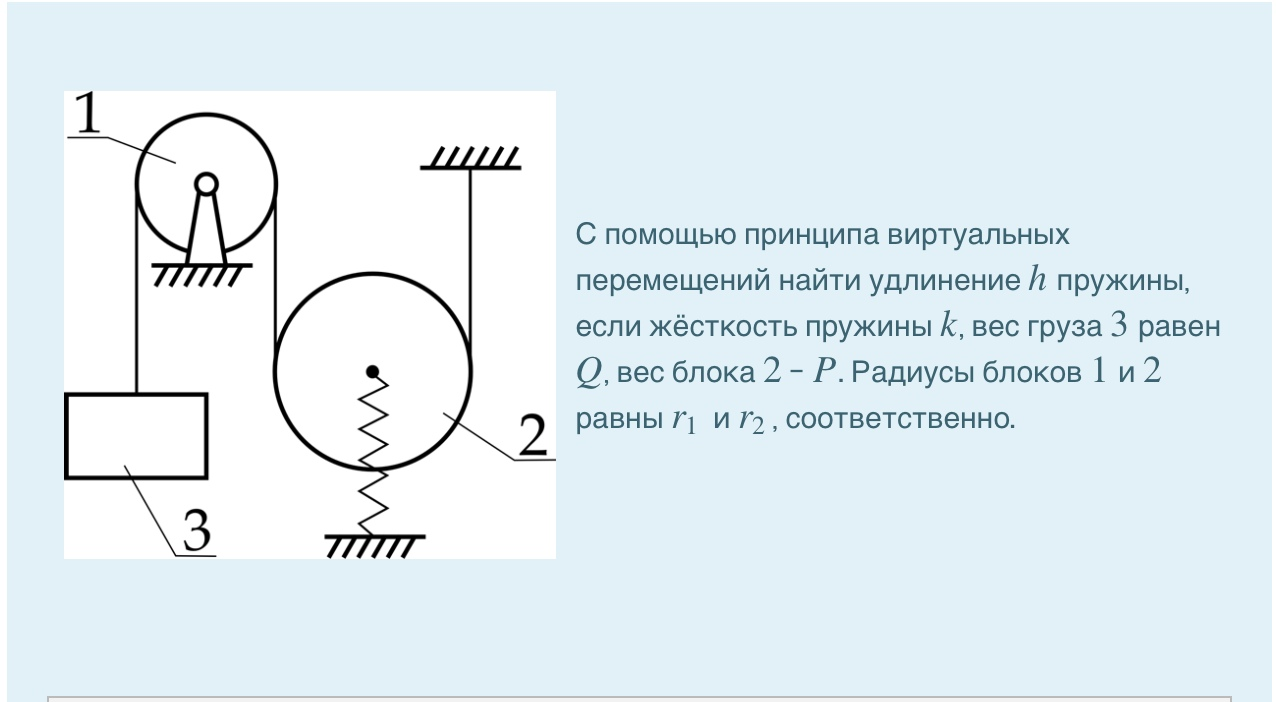 1
2
3
С помощью принципа виртуальных
перемещений найти удлинение h пружины,
если жёсткость пружины k, вес груза 3 равен
Q, вес блока 2 – P. Радиусы блоков 1 и 2
равны r₁ и r₂ , соответственно.